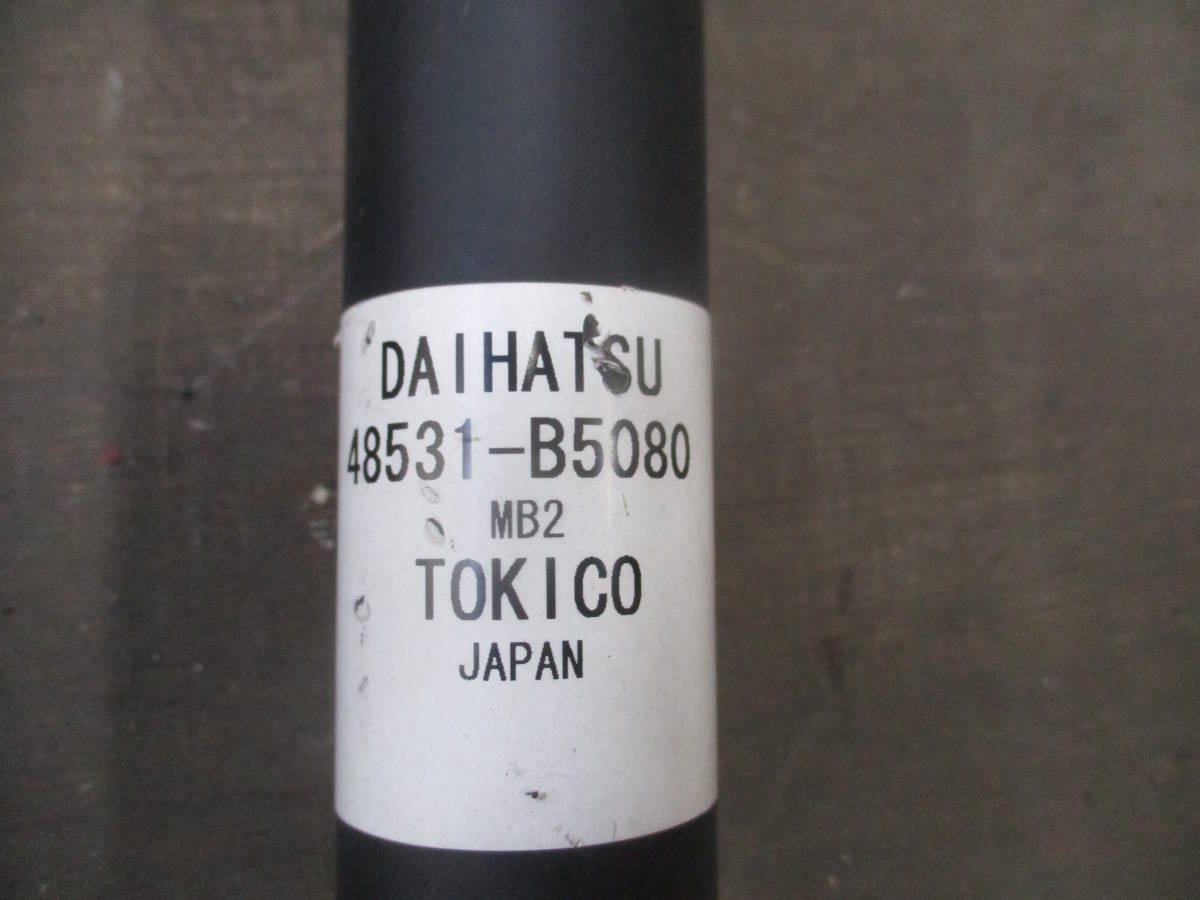 DAIHATSU
48531-B5080
MB2
TOKICO
JAPAN